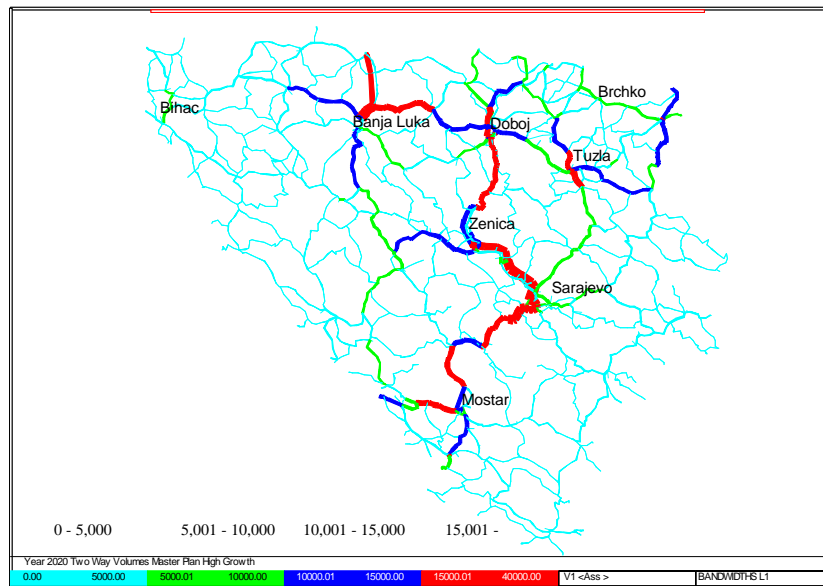 Brchko
Bihac
Banja Luka
Doboj
Tuzla
Zenica
Sarajevo
Mostar
0 - 5,000 5,001 - 10,000 10,001 - 15,000 15,001 -
Year 2020 Two Way Volumes Master Plan High Growth
0.00 5000.00 5000.01 10000.00 10000.01 15000.00 15000.01 40000.00 V1 <Ass > BANDWIDTHS L1